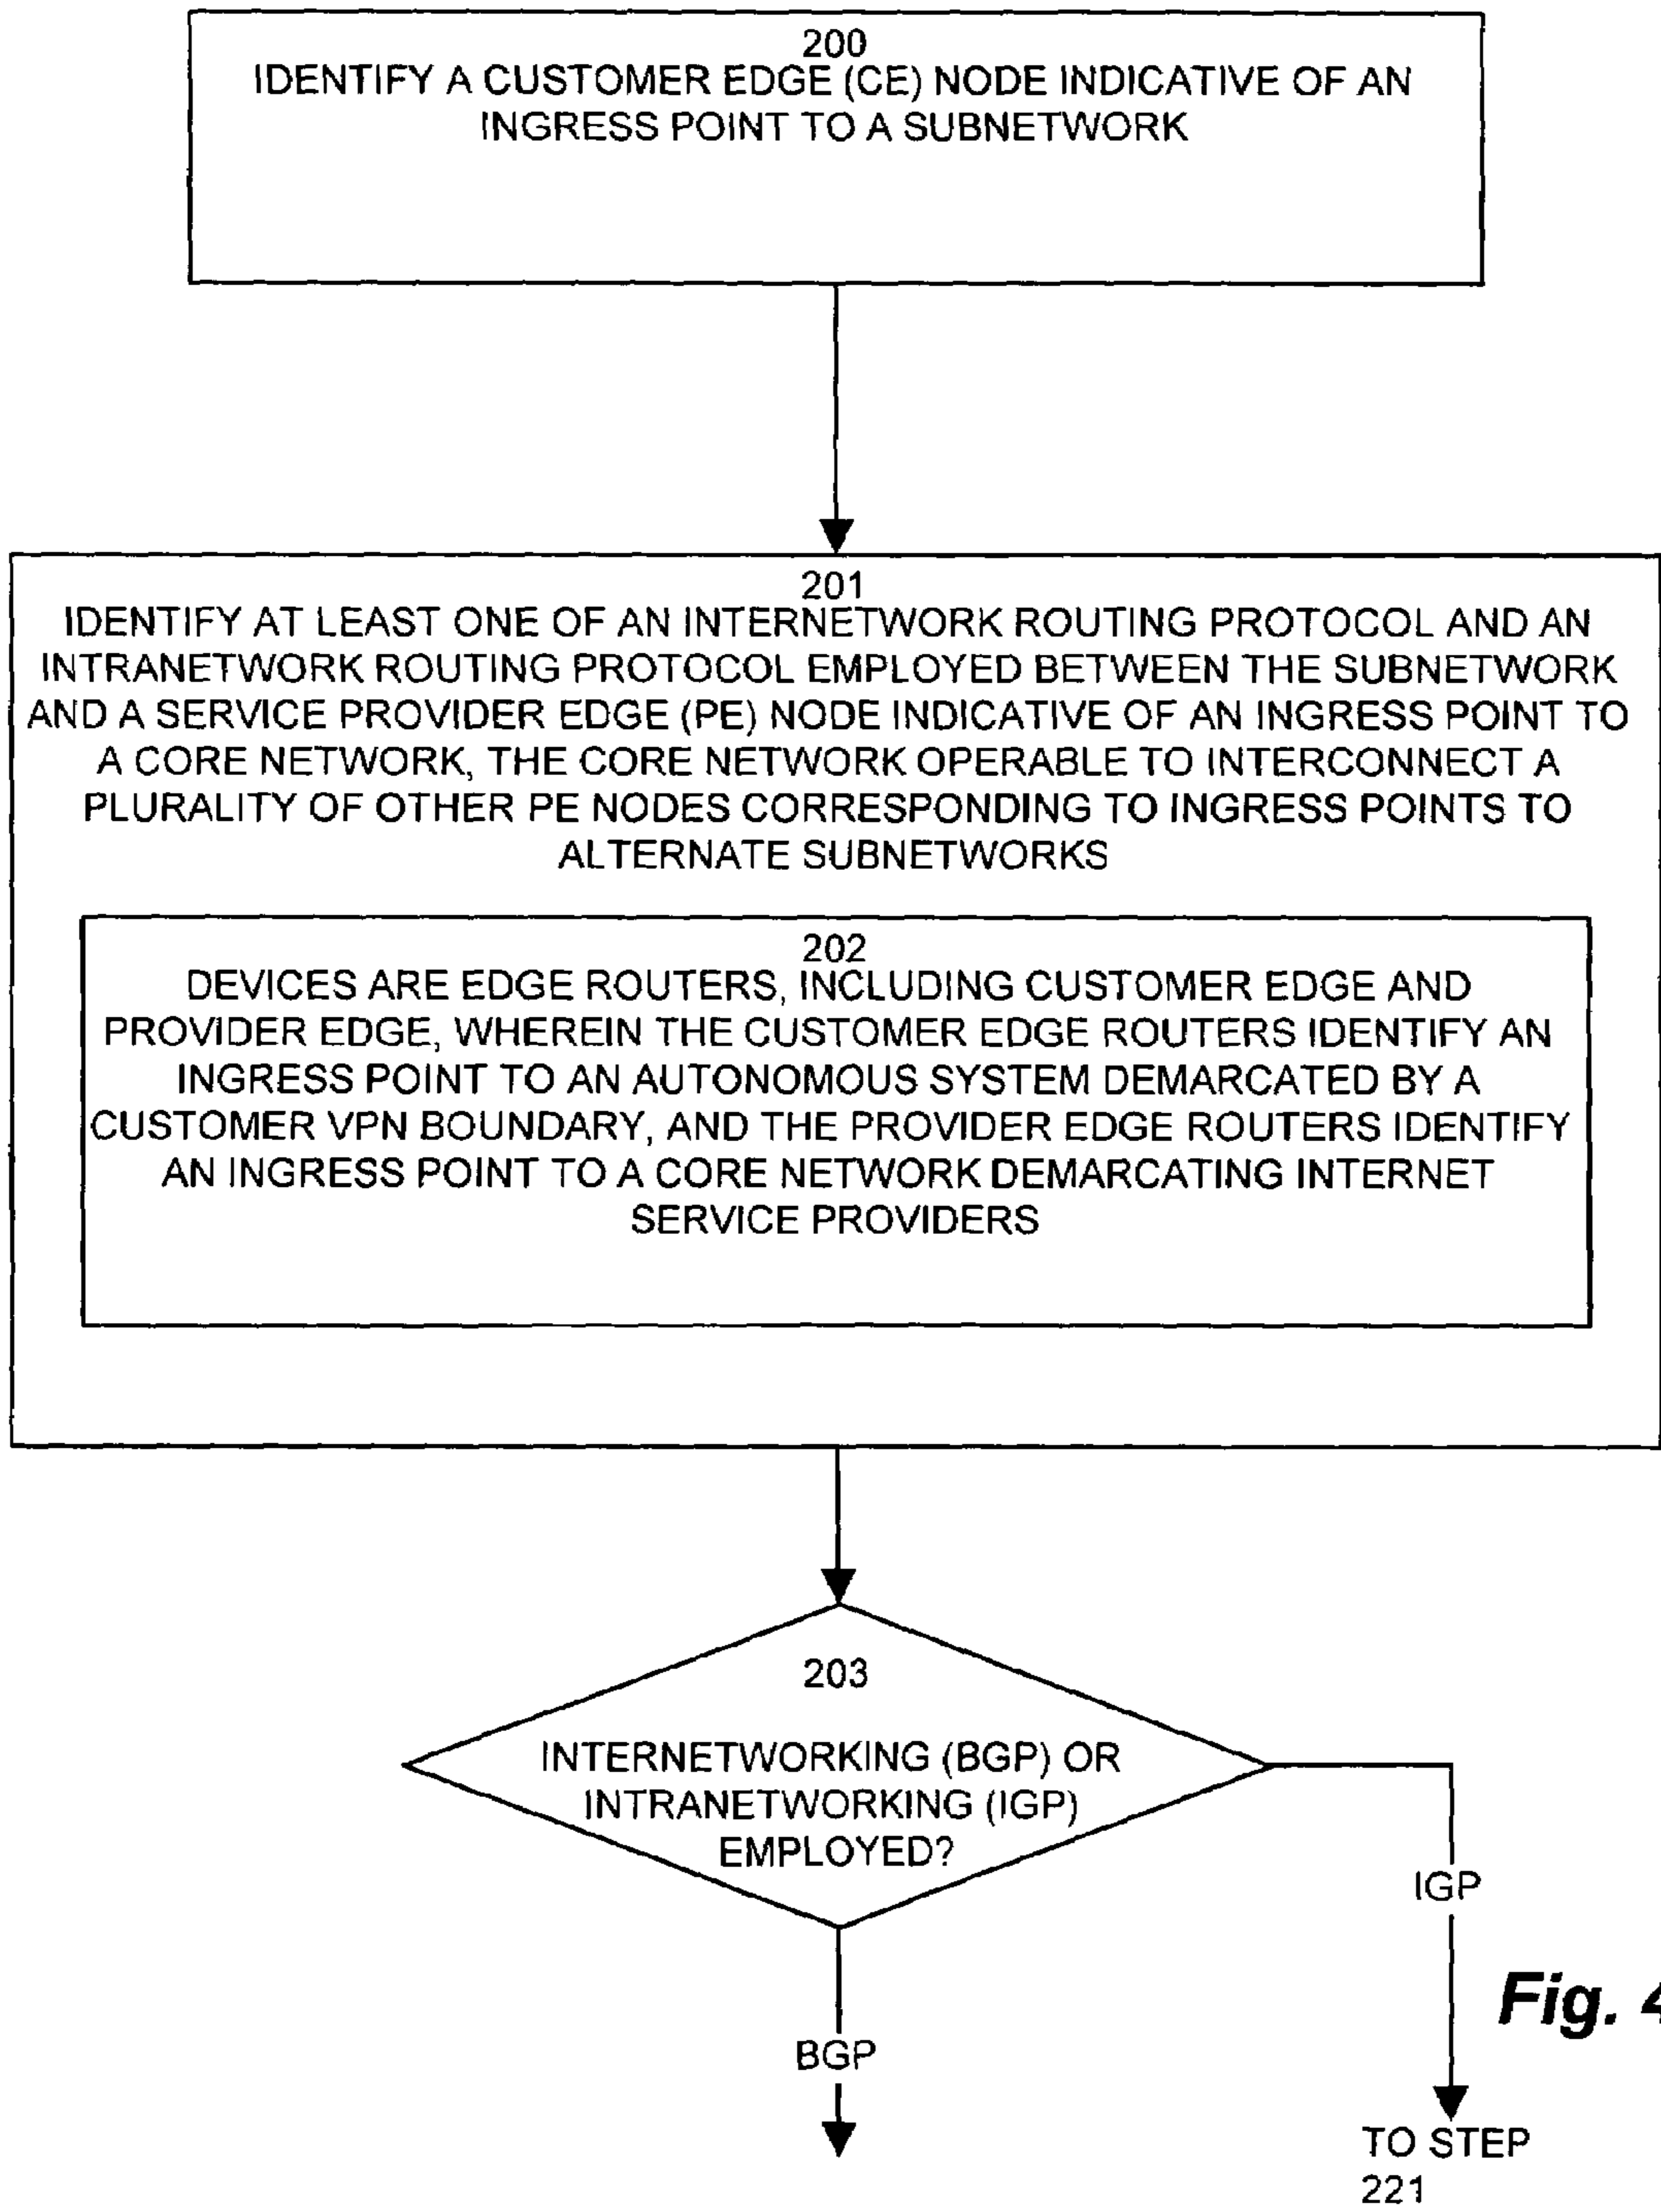 200
IDENTIFY A CUSTOMER EDGE (CE) NODE INDICATIVE OF AN
INGRESS POINT TO A SUBNETWORK
201
IDENTIFY AT LEAST ONE OF AN INTERNETWORK ROUTING PROTOCOL AND AN
INTRANETWORK ROUTING PROTOCOL EMPLOYED BETWEEN THE SUBNETWORK
AND A SERVICE PROVIDER EDGE (PE) NODE INDICATIVE OF AN INGRESS POINT TO
A CORE NETWORK, THE CORE NETWORK OPERABLE TO INTERCONNECT A
PLURALITY OF OTHER PE NODES CORRESPONDING TO INGRESS POINTS TO
ALTERNATE SUBNETWORKS
202
DEVICES ARE EDGE ROUTERS, INCLUDING CUSTOMER EDGE AND
PROVIDER EDGE, WHEREIN THE CUSTOMER EDGE ROUTERS IDENTIFY AN
INGRESS POINT TO AN AUTONOMOUS SYSTEM DEMARCATED BY A
CUSTOMER VPN BOUNDARY, AND THE PROVIDER EDGE ROUTERS IDENTIFY
AN INGRESS POINT TO A CORE NETWORK DEMARCATING INTERNET
SERVICE PROVIDERS
203
INTERNETWORKING (BGP) OR
INTRANETWORKING (IGP)
EMPLOYED?
IGP
Fig. 4
BGP
TO STEP
221